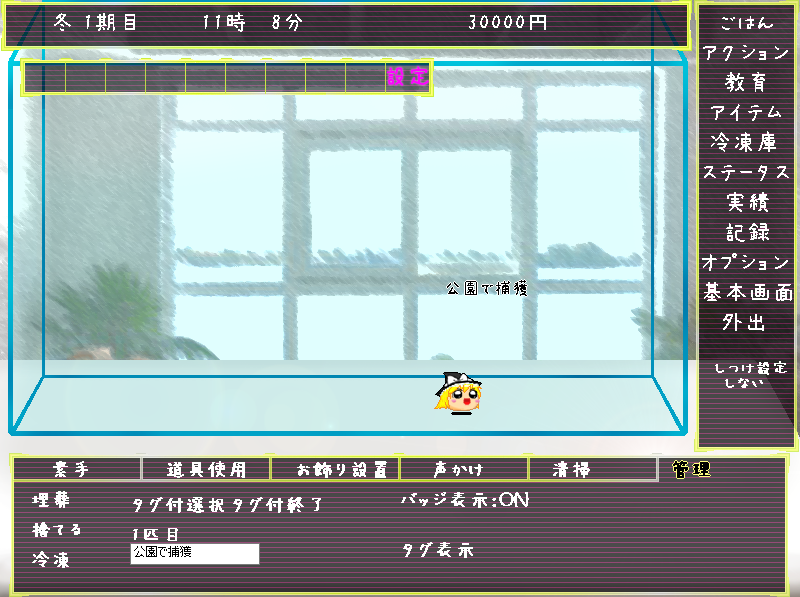 冬 1期目 11時 8分 30000円
設定
ごはん
アクション
教育
アイテム
冷凍庫
ステータス
実績
記録
オプション
基本画面
外出
しつけ設定
しない
公園で捕獲
素手 道具使用 お飾り設置 声かけ 清掃 管理
埋葬 タグ付選択 タグ付終了 バッジ表示:ON
捨てる 1匹目
冷凍 公園で捕獲 タグ表示